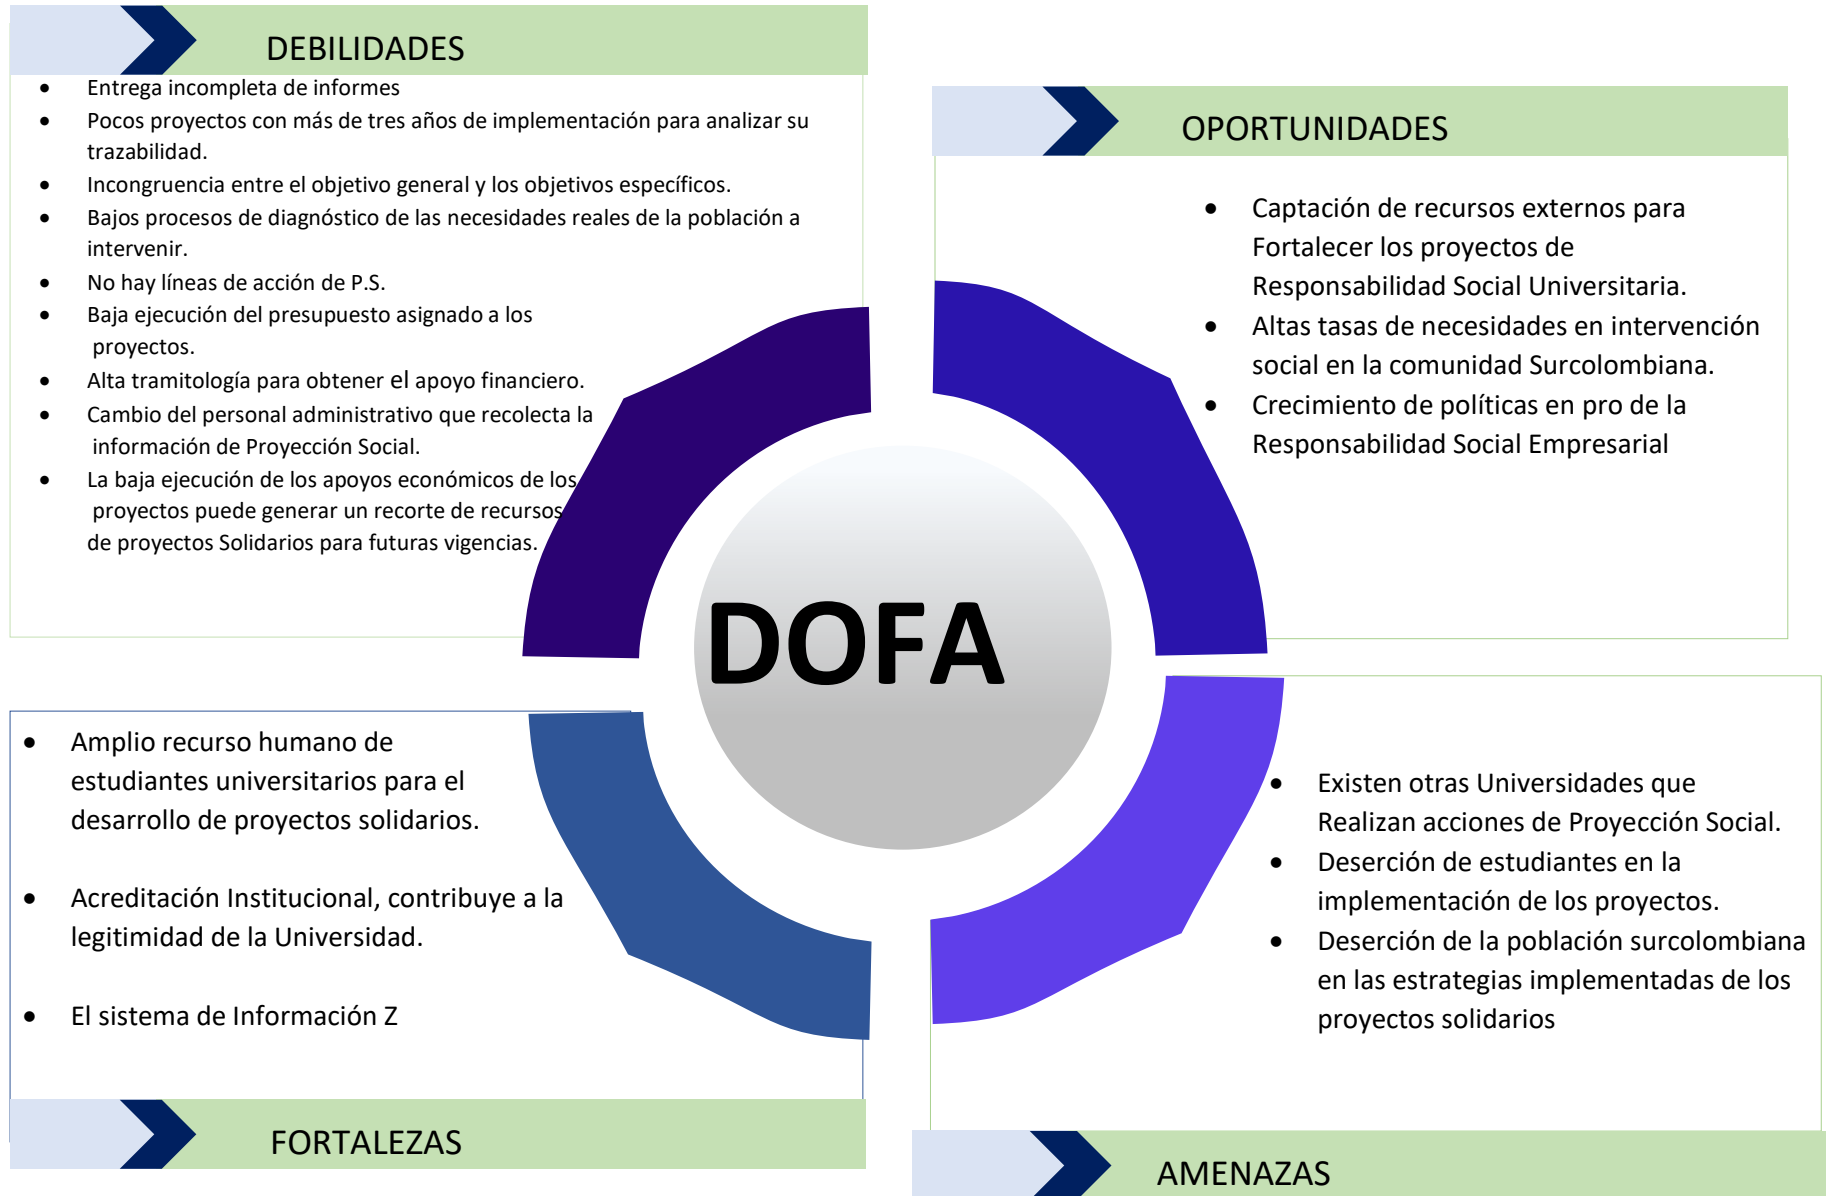 DEBILIDADES
• Entrega incompleta de informes
• Pocos proyectos con más de tres años de implementación para analizar su
trazabilidad.
• Incongruencia entre el objetivo general y los objetivos específicos.
• Bajos procesos de diagnóstico de las necesidades reales de la población a
intervenir.
• No hay líneas de acción de P.S.
• Baja ejecución del presupuesto asignado a los
proyectos.
• Alta tramitología para obtener el apoyo financiero.
• Cambio del personal administrativo que recolecta la
información de Proyección Social.
• La baja ejecución de los apoyos económicos de los
proyectos puede generar un recorte de recursos
de proyectos Solidarios para futuras vigencias.
OPORTUNIDADES
• Captación de recursos externos para
Fortalecer los proyectos de
Responsabilidad Social Universitaria.
• Altas tasas de necesidades en intervención
social en la comunidad Surcolombiana.
• Crecimiento de políticas en pro de la
Responsabilidad Social Empresarial
DOFA
• Amplio recurso humano de
estudiantes universitarios para el
desarrollo de proyectos solidarios.
• Acreditación Institucional, contribuye a la
legitimidad de la Universidad.
• El sistema de Información Z
FORTALEZAS
• Existen otras Universidades que
Realizan acciones de Proyección Social.
• Deserción de estudiantes en la
implementación de los proyectos.
• Deserción de la población surcolombiana
en las estrategias implementadas de los
proyectos solidarios
AMENAZAS